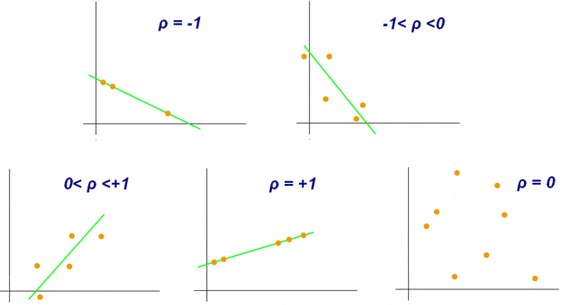 ρ = -1
-1< ρ <0
0< ρ <+1
ρ = +1
ρ = 0